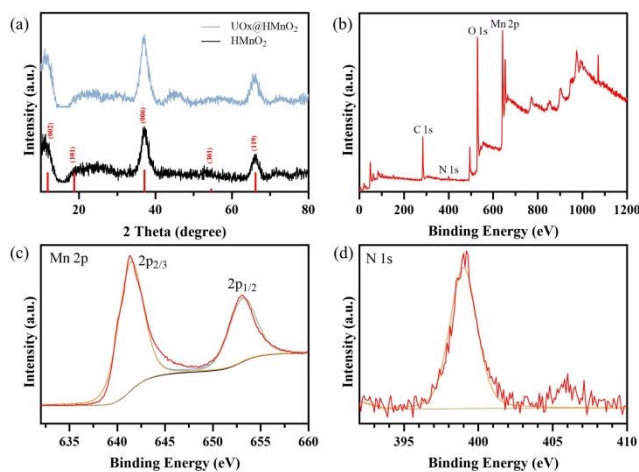 (a)
UOx@HMnO2
HMnO2
(002)
(101)
(006)
(301)
(119)
Intensity (a.u.)
20 40 60 80
2 Theta (degree)
(b)
O 1s
Mn 2p
C 1s
N 1s
Intensity (a.u.)
0 200 400 600 800 1000 1200
Binding Energy (eV)
(c)
Mn 2p
2p2/3
2p1/2
Intensity (a.u.)
635 640 645 650 655 660
Binding Energy (eV)
(d)
N 1s
Intensity (a.u.)
395 400 405 410
Binding Energy (eV)